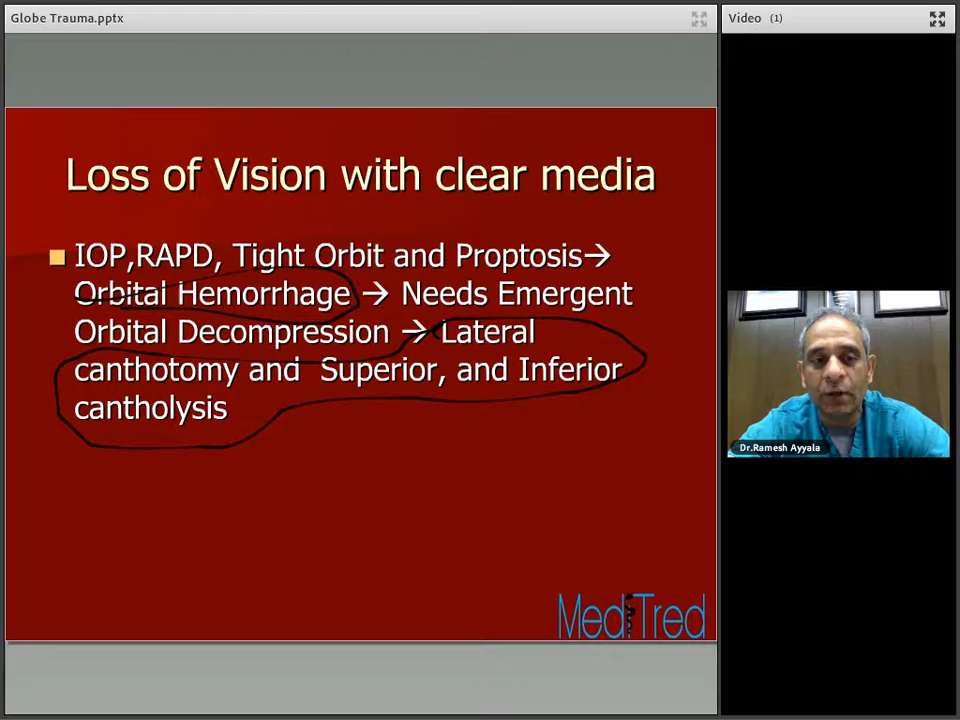 Globe Trauma.pptx
Video (1)
Loss of Vision with clear media
IOP,RAPD, Tight Orbit and Proptosis→
Orbital Hemorrhage → Needs Emergent
Orbital Decompression → Lateral
canthotomy and Superior, and Inferior
cantholysis
Dr.Ramesh Ayyala
MediTred